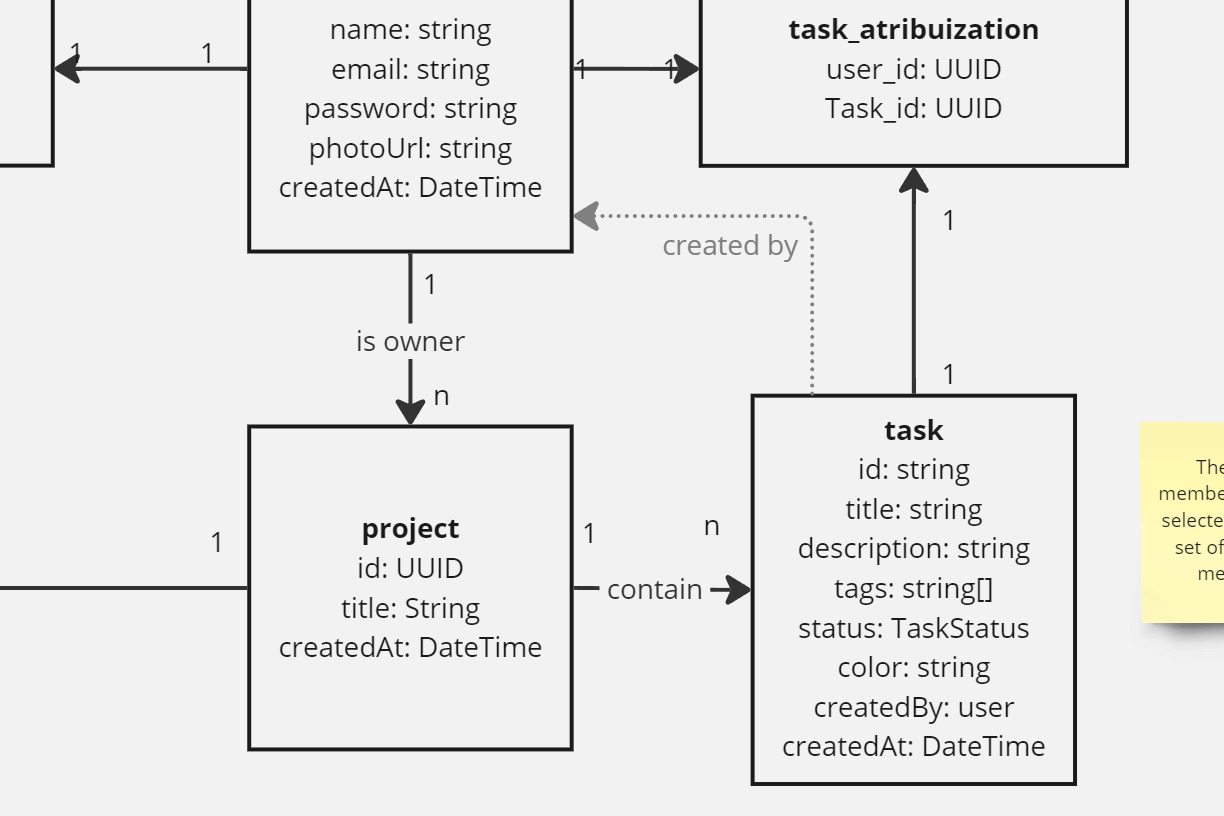 name: string
email: string
password: string
photoUrl: string
createdAt: DateTime
1
1
1
1
task_atribuization
user_id: UUID
Task_id: UUID
created by
1
1
1
is owner
n
project
id: UUID
title: String
createdAt: DateTime
1
1
n
contain
task
id: string
title: string
description: string
tags: string[]
status: TaskStatus
color: string
createdBy: user
createdAt: DateTime
The
membe
selecte
set of
me